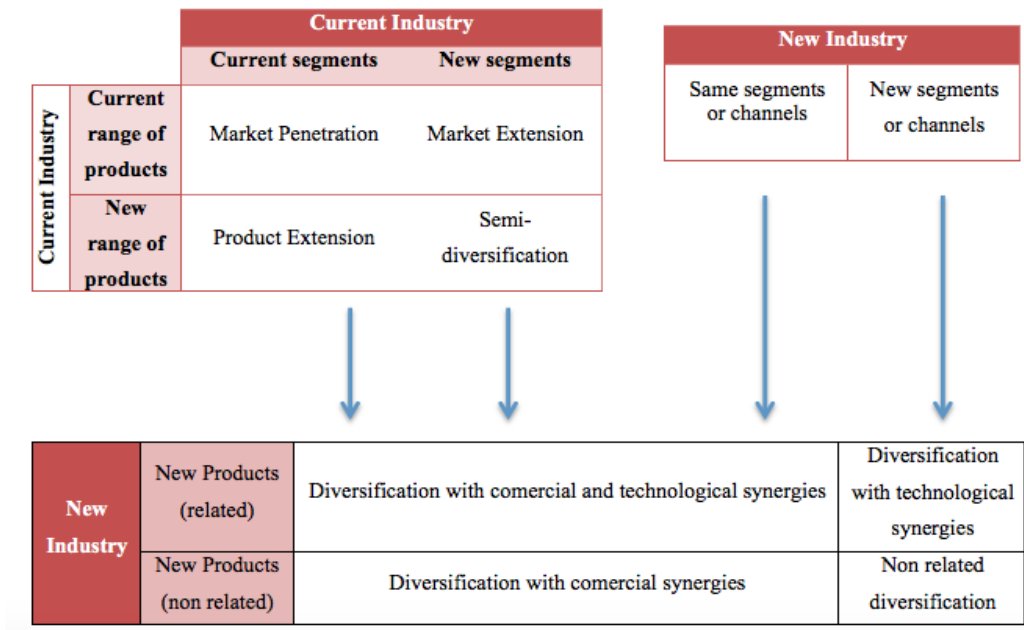 Current Industry
Current segments
New segments
Current Industry
Current
range of
products
Market Penetration
Market Extension
New
range of
products
Product Extension
Semi-
diversification
New Industry
Same segments
or channels
New segments
or channels
New
Industry
New Products
(related)
Diversification with comercial and technological synergies
Diversification
with technological
synergies
New Products
(non related)
Diversification with comercial synergies
Non related
diversification